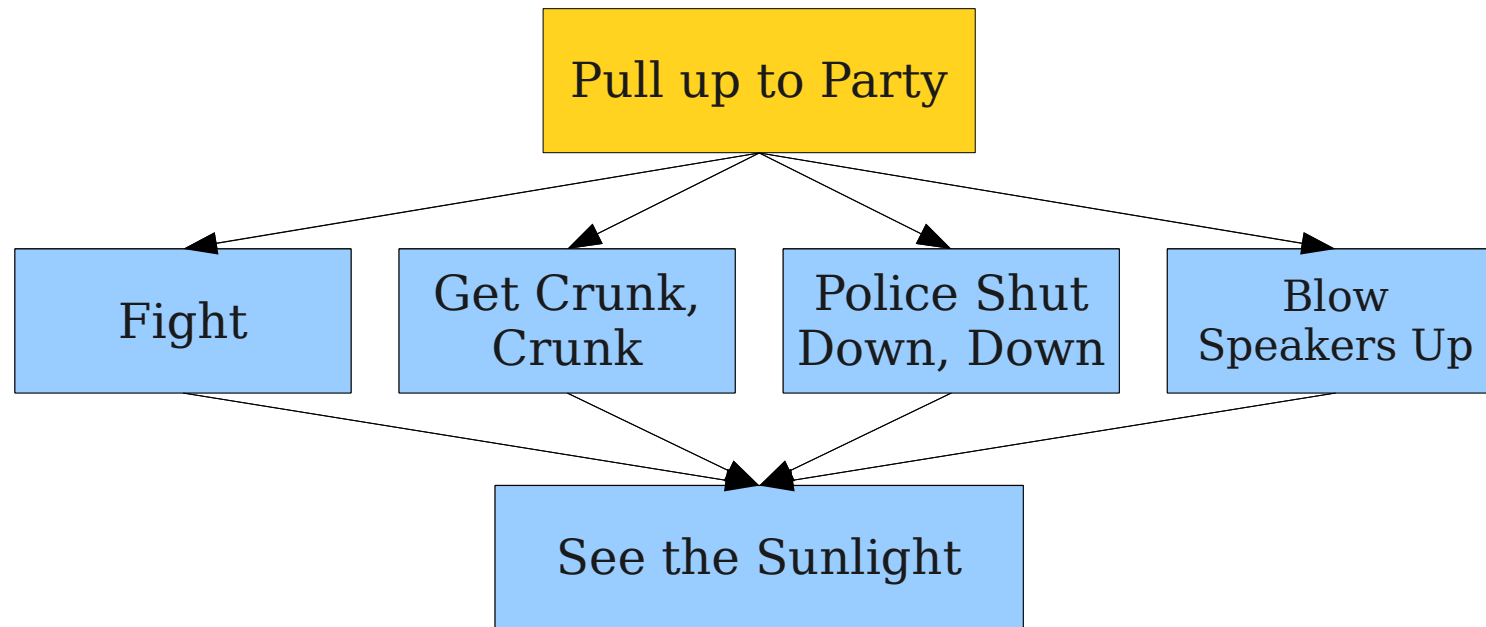 Pull up to Party
Fight
Get Crunk,
Crunk
Police Shut
Down, Down
Blow
Speakers Up
See the Sunlight